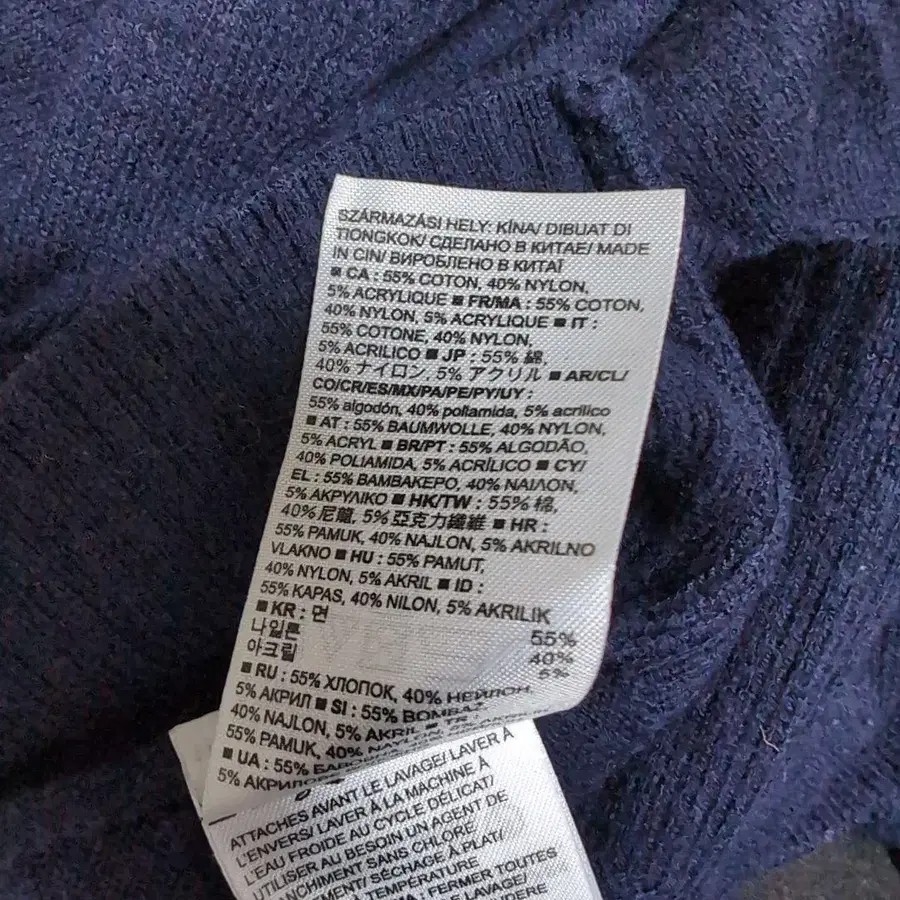 SZÁRMAZÁSI HELY: KÍNA/ DIBUAT DI
TIONGKOK/ СДЕЛАНО В КИТАЕ/ MADE
IN CIN/ ВИРОБЛЕНО В КИТАЇ
■ CA : 55% COTON, 40% NYLON,
5% ACRYLIQUE ■ FR/MA : 55% COTON,
40% NYLON, 5% ACRYLIQUE ■ IT :
55% COTONE, 40% NYLON,
5% ACRILICO ■ JP : 55% 綿,
40% ナイロン, 5% アクリル ■ AR/CL/
CO/CR/ES/MX/PA/PE/PY/UY :
55% algodón, 40% poliamida, 5% acrílico
■ AT : 55% BAUMWOLLE, 40% NYLON,
5% ACRYL ■ BR/PT : 55% ALGODÃO,
40% POLIAMIDA, 5% ACRÍLICO ■ CY/
EL : 55% ΒΑΜΒΑΚΕΡΟ, 40% ΝΑΙΛΟΝ,
5% ΑΚΡΥΛΙΚΟ ■ HK/TW : 55% 棉,
40% 尼龍, 5% 亞克力纖維 ■ HR :
55% PAMUK, 40% NAJLON, 5% AKRILNO
VLAKNO ■ HU : 55% PAMUT,
40% NYLON, 5% AKRIL ■ ID :
55% KAPAS, 40% NILON, 5% AKRILIK
■ KR : 면 55%
나일론 40%
아크릴 5%
■ RU : 55% ХЛОПОК, 40% НЕЙЛОН,
5% АКРИЛ ■ SI : 55% BOMBAŽ,
40% NAJLON, 5% AKRIL ■ TR :
55% PAMUK, 40% NAYLON,
■ UA : 55%
5%
ATTACHES AVANT LE LAVAGE/ LAVER À
L'ENVERS/ LAVER À LA MACHINE À
L'EAU FROIDE AU CYCLE DÉLICAT/
UTILISER AU BESOIN UN AGENT DE
SANS CHLORE
SÉCHAGE À PLAT/
À TEMPÉRATURE
FERMER TOUTES
LE LAVAGE/